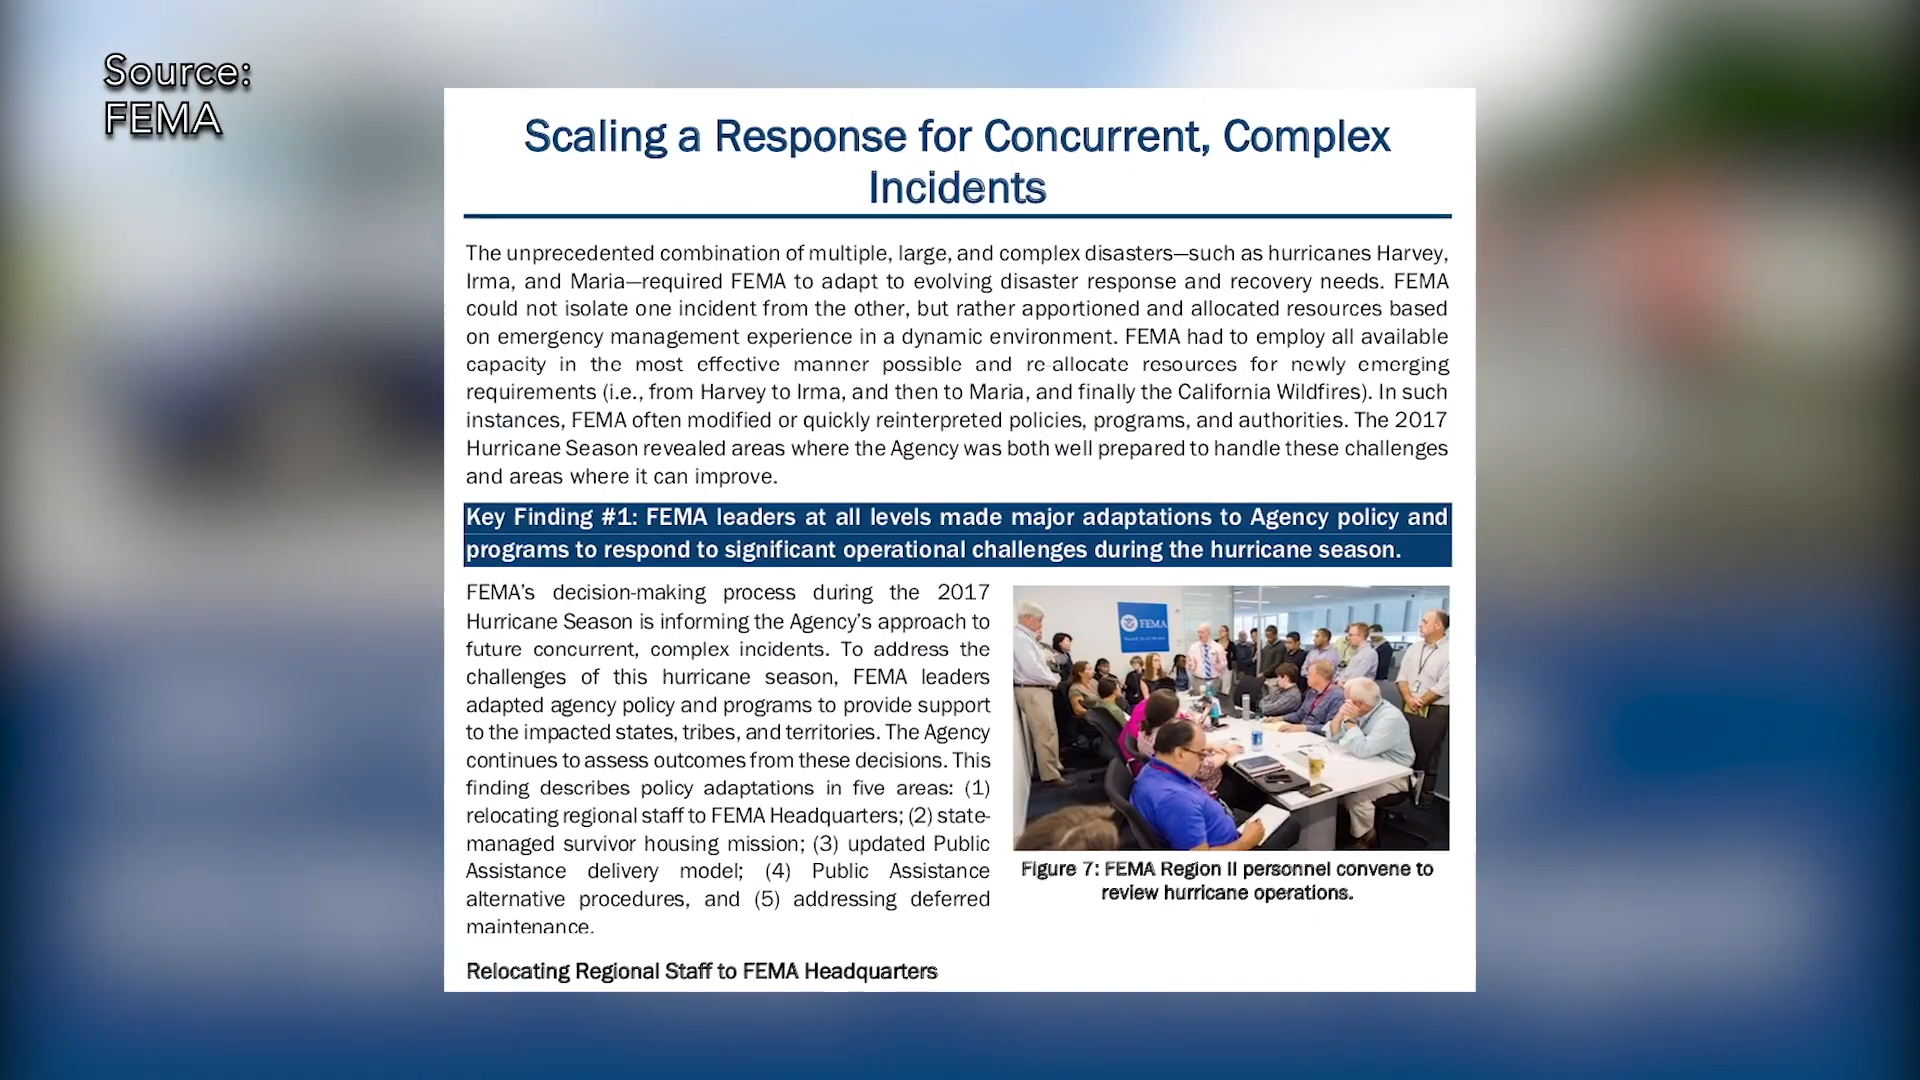 Source:
FEMA
Scaling a Response for Concurrent, Complex
Incidents
The unprecedented combination of multiple, large, and complex disasters—such as hurricanes Harvey,
Irma, and Maria—required FEMA to adapt to evolving disaster response and recovery needs. FEMA
could not isolate one incident from the other, but rather apportioned and allocated resources based
on emergency management experience in a dynamic environment. FEMA had to employ all available
capacity in the most effective manner possible and re-allocate resources for newly emerging
requirements (i.e., from Harvey to Irma, and then to Maria, and finally the California Wildfires). In such
instances, FEMA often modified or quickly reinterpreted policies, programs, and authorities. The 2017
Hurricane Season revealed areas where the Agency was both well prepared to handle these challenges
and areas where it can improve.
Key Finding #1: FEMA leaders at all levels made major adaptations to Agency policy and
programs to respond to significant operational challenges during the hurricane season.
FEMA's decision-making process during the 2017
Hurricane Season is informing the Agency's approach to
future concurrent, complex incidents. To address the
challenges of this hurricane season, FEMA leaders
adapted agency policy and programs to provide support
to the impacted states, tribes, and territories. The Agency
continues to assess outcomes from these decisions. This
finding describes policy adaptations in five areas: (1)
relocating regional staff to FEMA Headquarters; (2) state-
managed survivor housing mission; (3) updated Public
Assistance delivery model; (4) Public Assistance
alternative procedures, and (5) addressing deferred
maintenance.
FEMA
Figure 7: FEMA Region II personnel convene to
review hurricane operations.
Relocating Regional Staff to FEMA Headquarters